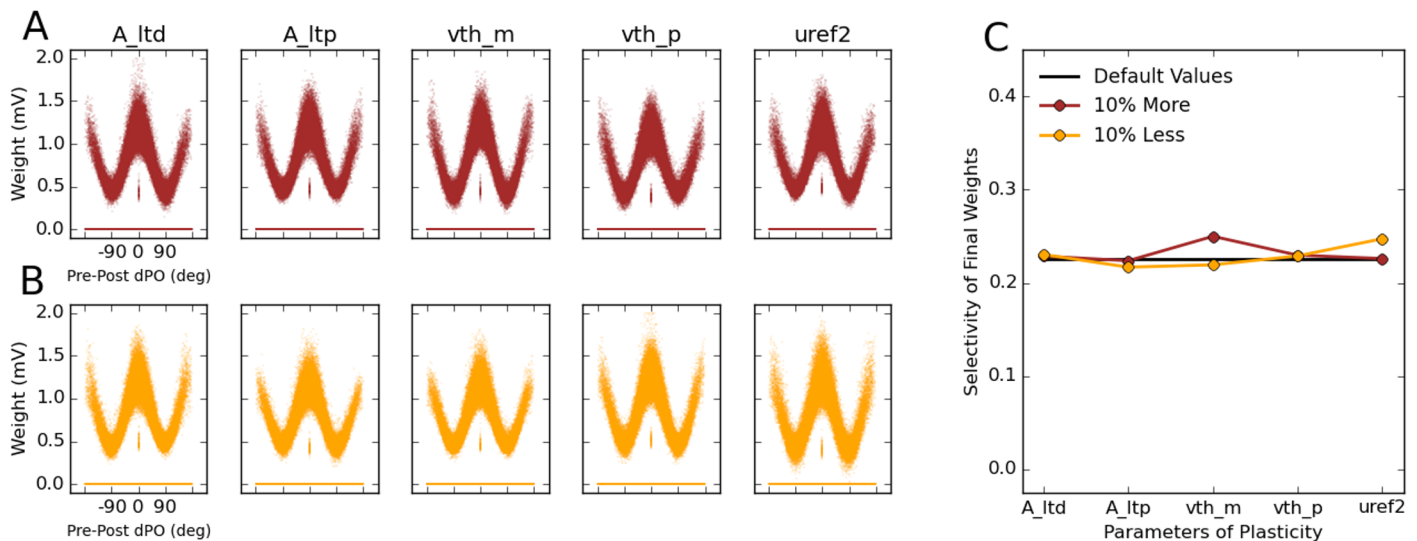 A
A_ltd
A_ltp
vth_m
vth_p
uref2
2.0
1.5
1.0
0.5
0.0
Weight (mV)
-90 0 90
Pre-Post dPO (deg)
B
2.0
1.5
1.0
0.5
0.0
Weight (mV)
-90 0 90
Pre-Post dPO (deg)
C
Default Values
10% More
10% Less
0.4
0.3
0.2
0.1
0.0
Selectivity of Final Weights
A_ltd
A_ltp
vth_m
vth_p
uref2
Parameters of Plasticity